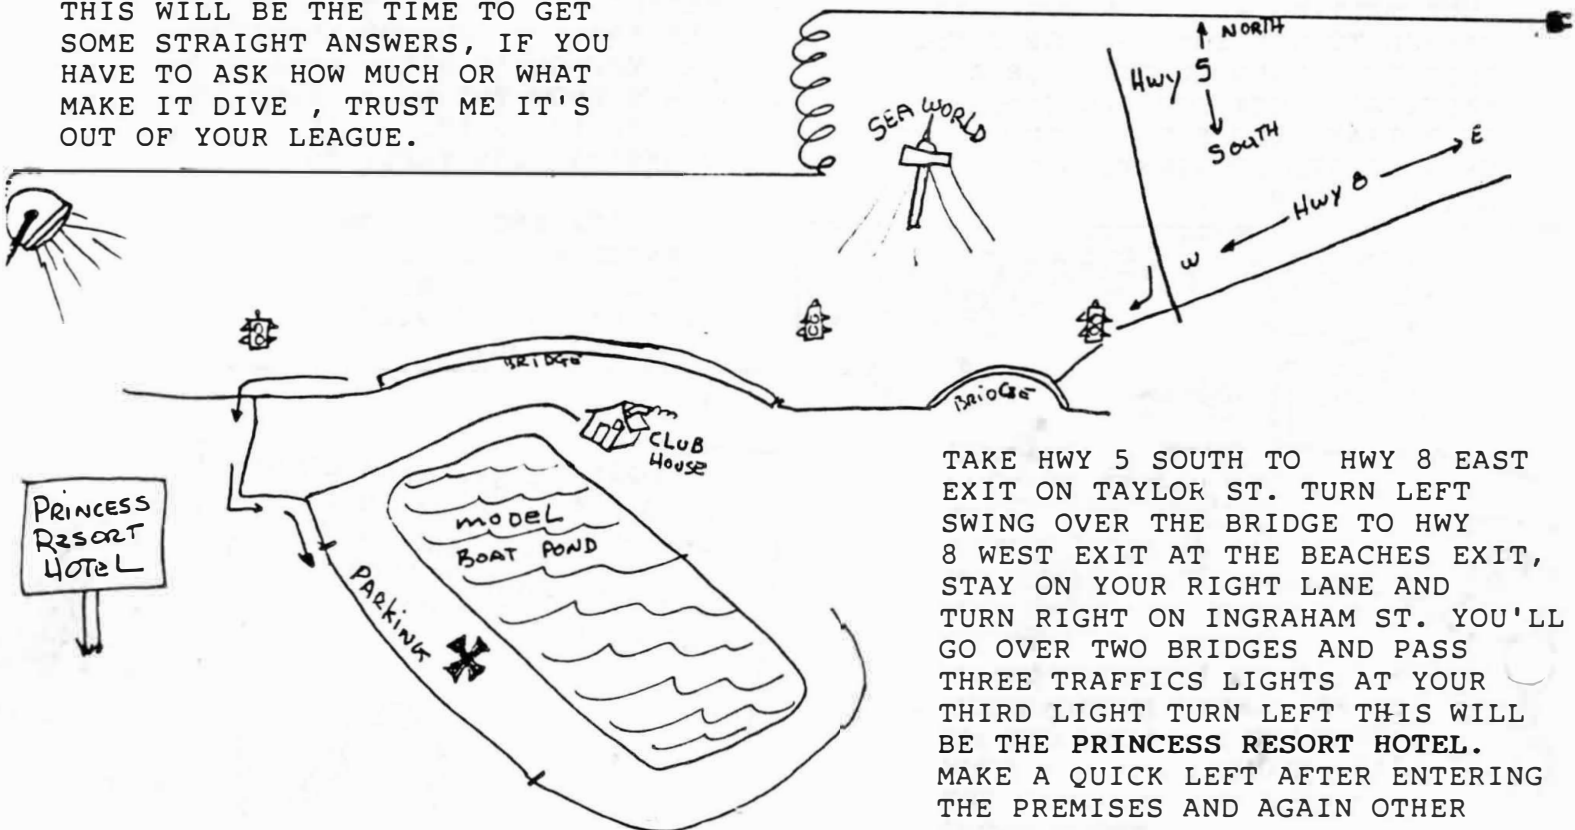 THIS WILL BE THE TIME TO GET
SOME STRAIGHT ANSWERS, IF YOU
HAVE TO ASK HOW MUCH OR WHAT
MAKE IT DIVE , TRUST ME IT'S
OUT OF YOUR LEAGUE.
NORTH
Hwy 5
SOUTH
SEA WORLD
E
Hwy 8
W
BRIDGE
BRIDGE
CLUB
HOUSE
PRINCESS
RESORT
HOTEL
MODEL
BOAT POND
PARKING
TAKE HWY 5 SOUTH TO HWY 8 EAST
EXIT ON TAYLOR ST. TURN LEFT
SWING OVER THE BRIDGE TO HWY
8 WEST EXIT AT THE BEACHES EXIT,
STAY ON YOUR RIGHT LANE AND
TURN RIGHT ON INGRAHAM ST. YOU'LL
GO OVER TWO BRIDGES AND PASS
THREE TRAFFICS LIGHTS AT YOUR
THIRD LIGHT TURN LEFT THIS WILL
BE THE PRINCESS RESORT HOTEL.
MAKE A QUICK LEFT AFTER ENTERING
THE PREMISES AND AGAIN OTHER